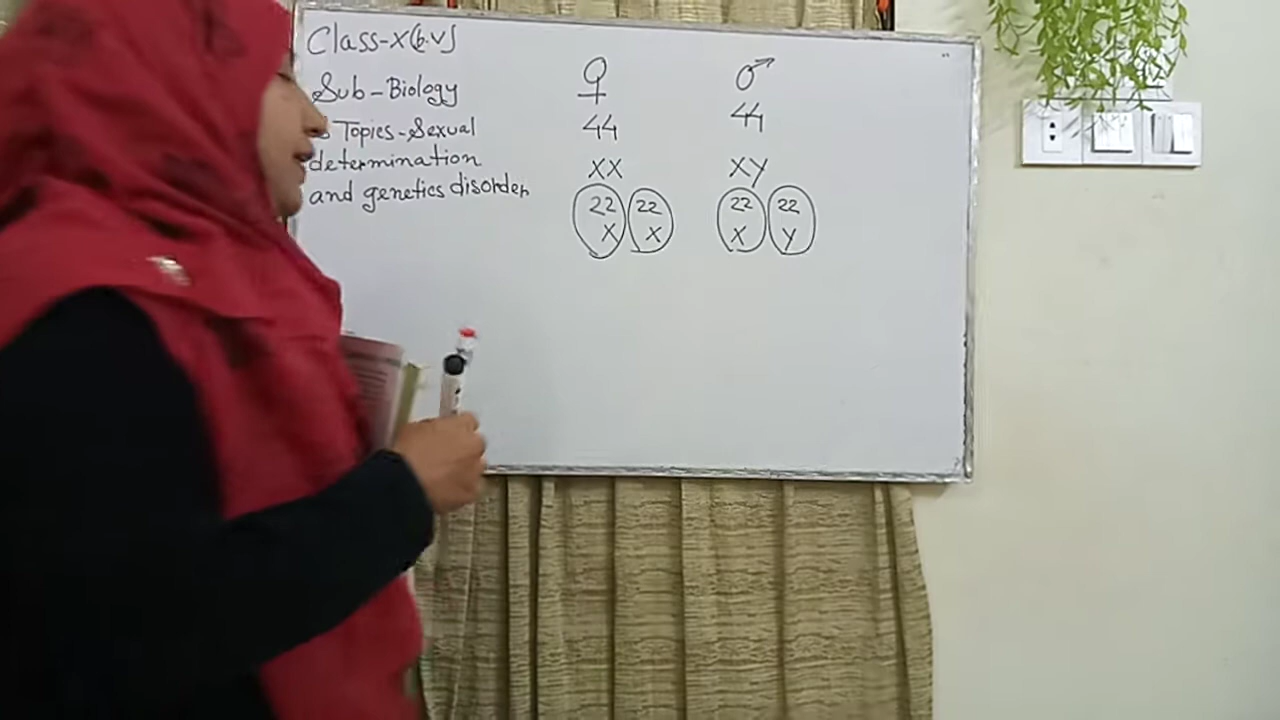 Class-X(b.v)
Sub-Biology
Topics-Sexual
determination
and genetics disorder
♀ ♂
44 44
XX XY
22 22 22 22
X X X Y